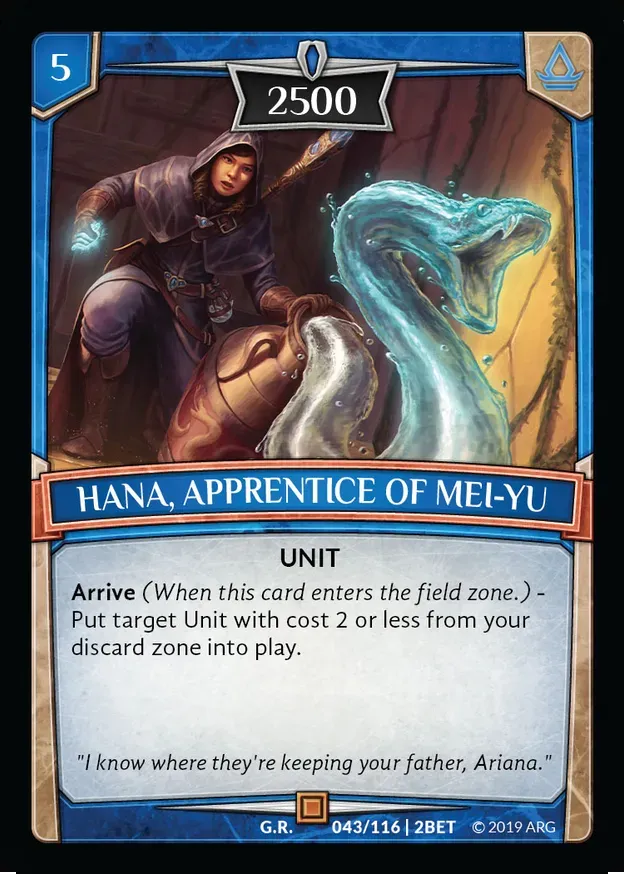 5
2500
HANA, APPRENTICE OF MEI-YU
UNIT
Arrive (When this card enters the field zone.) -
Put target Unit with cost 2 or less from your
discard zone into play.
"I know where they're keeping your father, Ariana."
G.R. 043/116 | 2BET © 2019 ARG